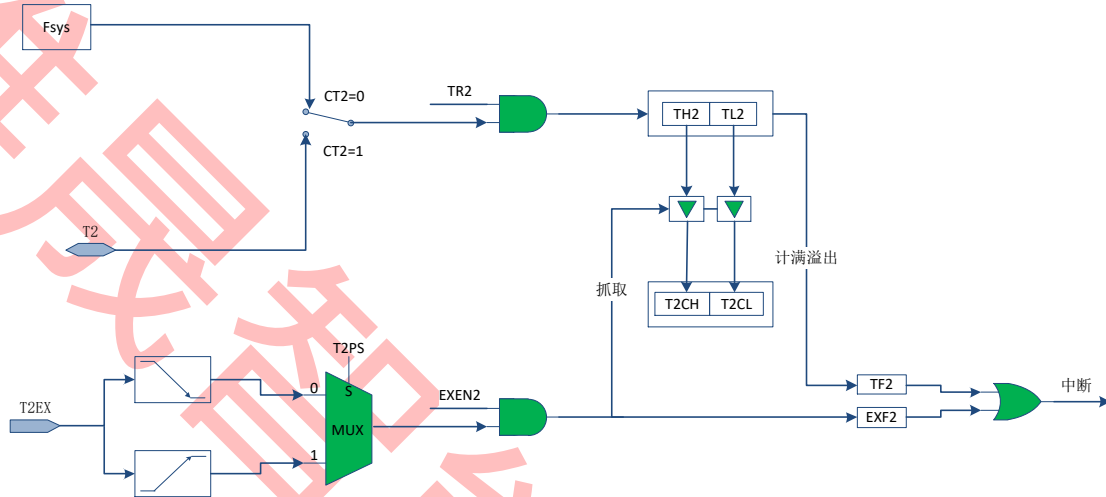 Fsys
CT2=0
TR2
TH2 TL2
CT2=1
T2
计满溢出
抓取
T2CH T2CL
T2PS
0
S
EXEN2
TF2
中断
T2EX
MUX
EXF2
1